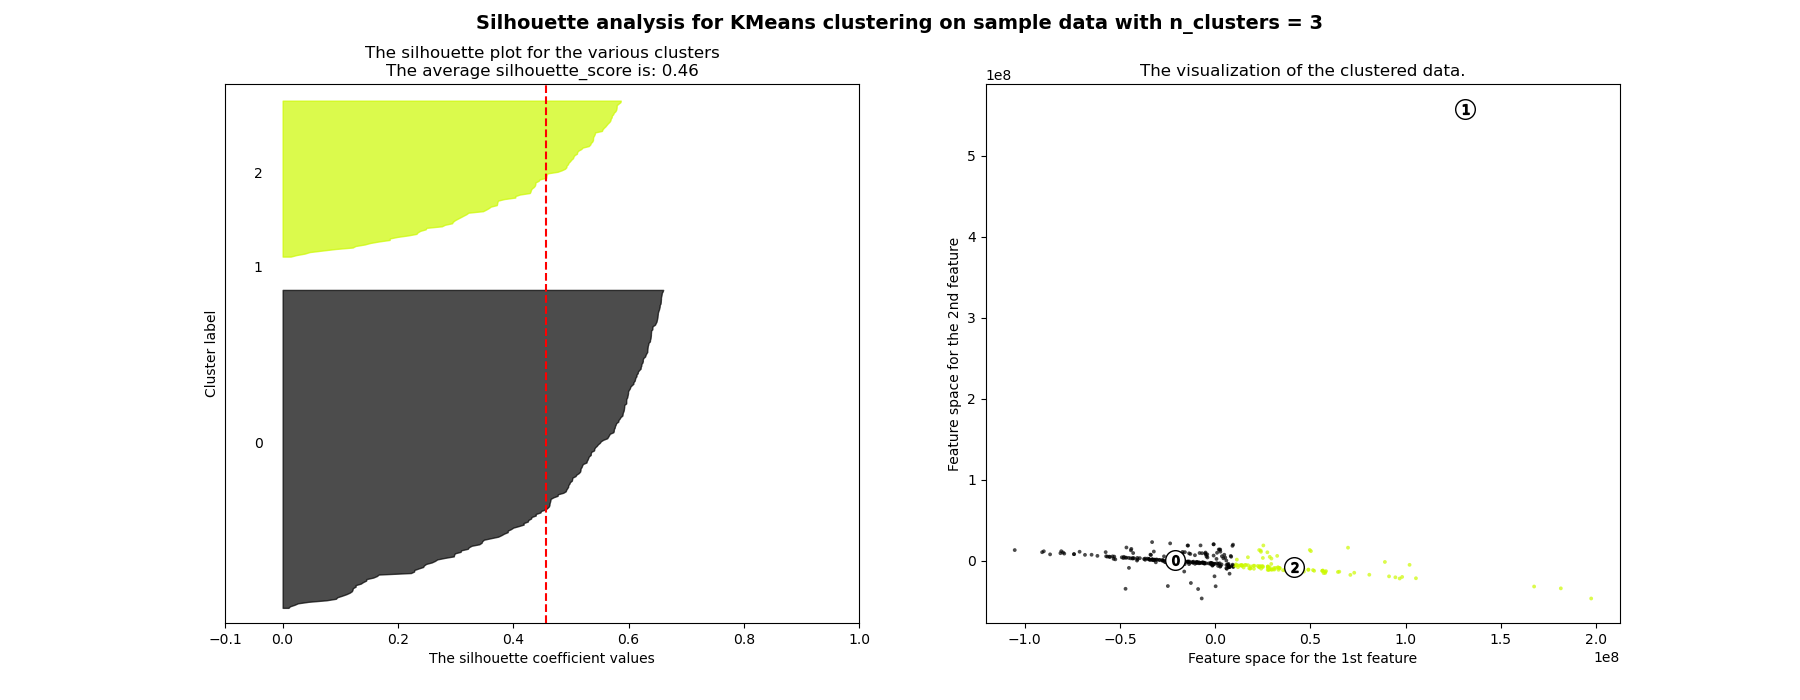 Silhouette analysis for KMeans clustering on sample data with n_clusters = 3
The silhouette plot for the various clusters
The average silhouette_score is: 0.46
2
1
0
Cluster label
−0.1 0.0 0.2 0.4 0.6 0.8 1.0
The silhouette coefficient values
The visualization of the clustered data.
1e8
1
5
4
3
2
1
0
Feature space for the 2nd feature
0
2
−1.0 −0.5 0.0 0.5 1.0 1.5 2.0
1e8
Feature space for the 1st feature